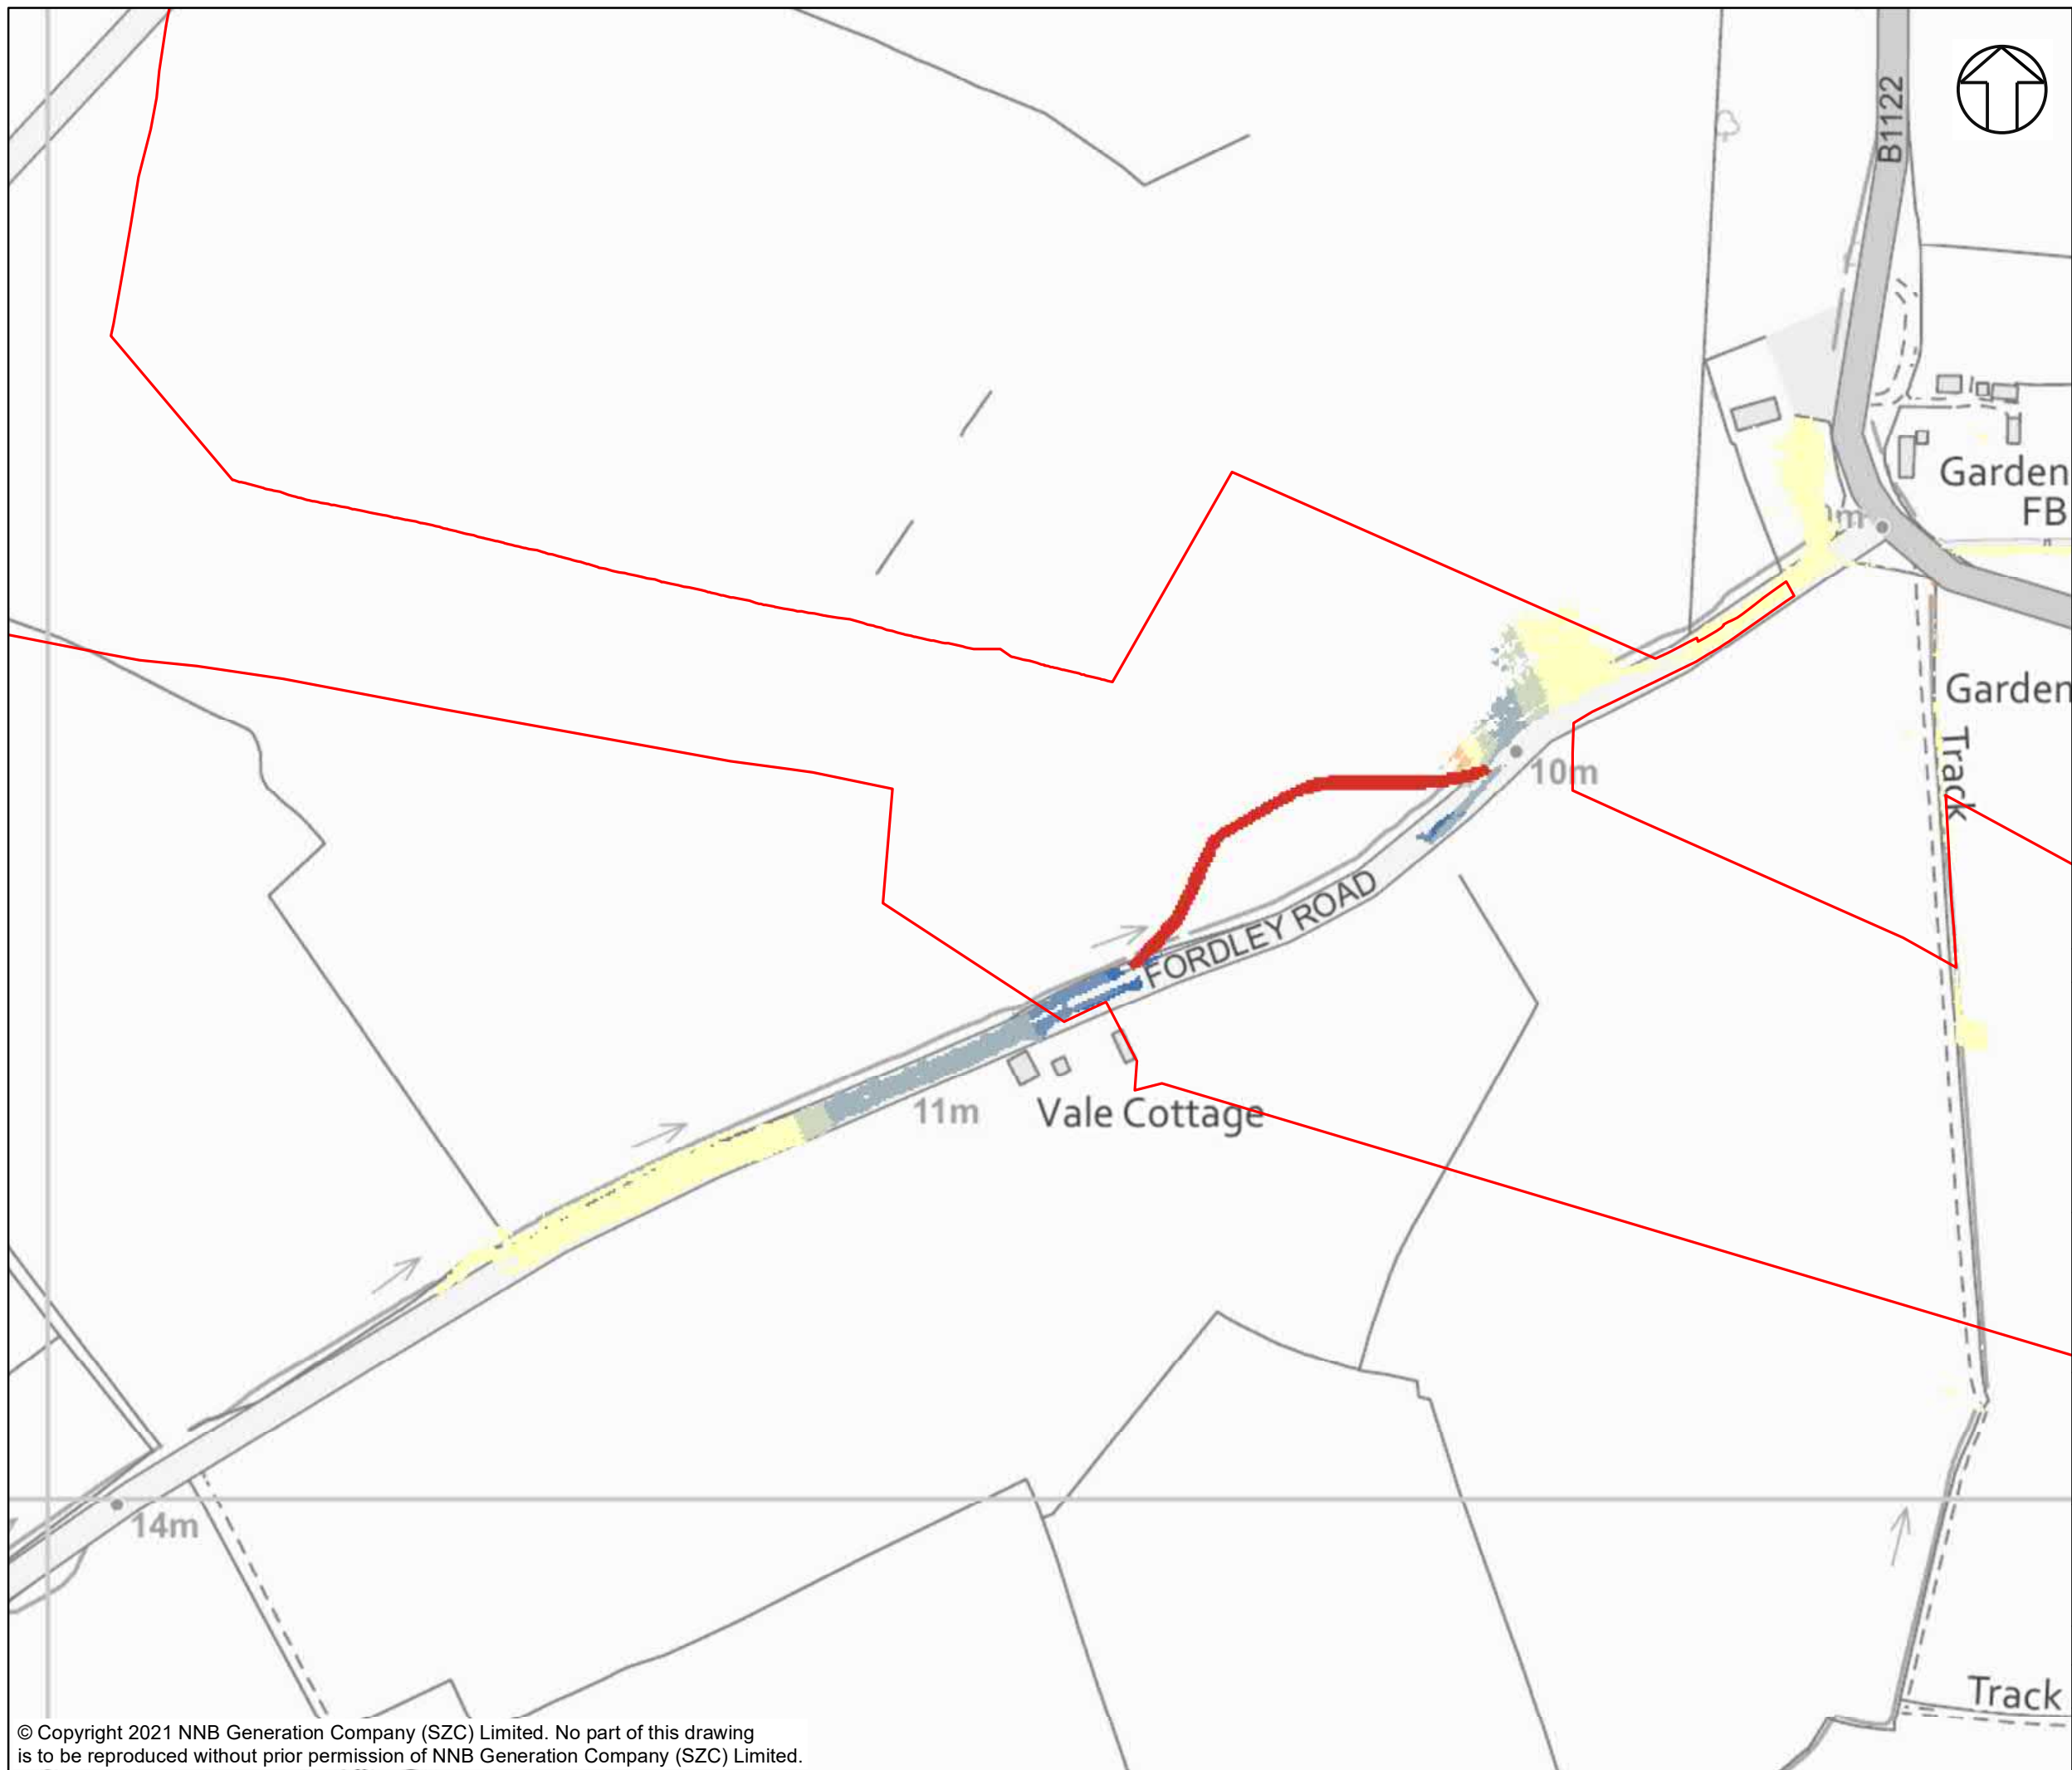 B1122
Garden
FB
m
Garden
Track
10m
FORDLEY ROAD
11m
Vale Cottage
14m
Track
© Copyright 2021 NNB Generation Company (SZC) Limited. No part of this drawing
is to be reproduced without prior permission of NNB Generation Company (SZC) Limited.